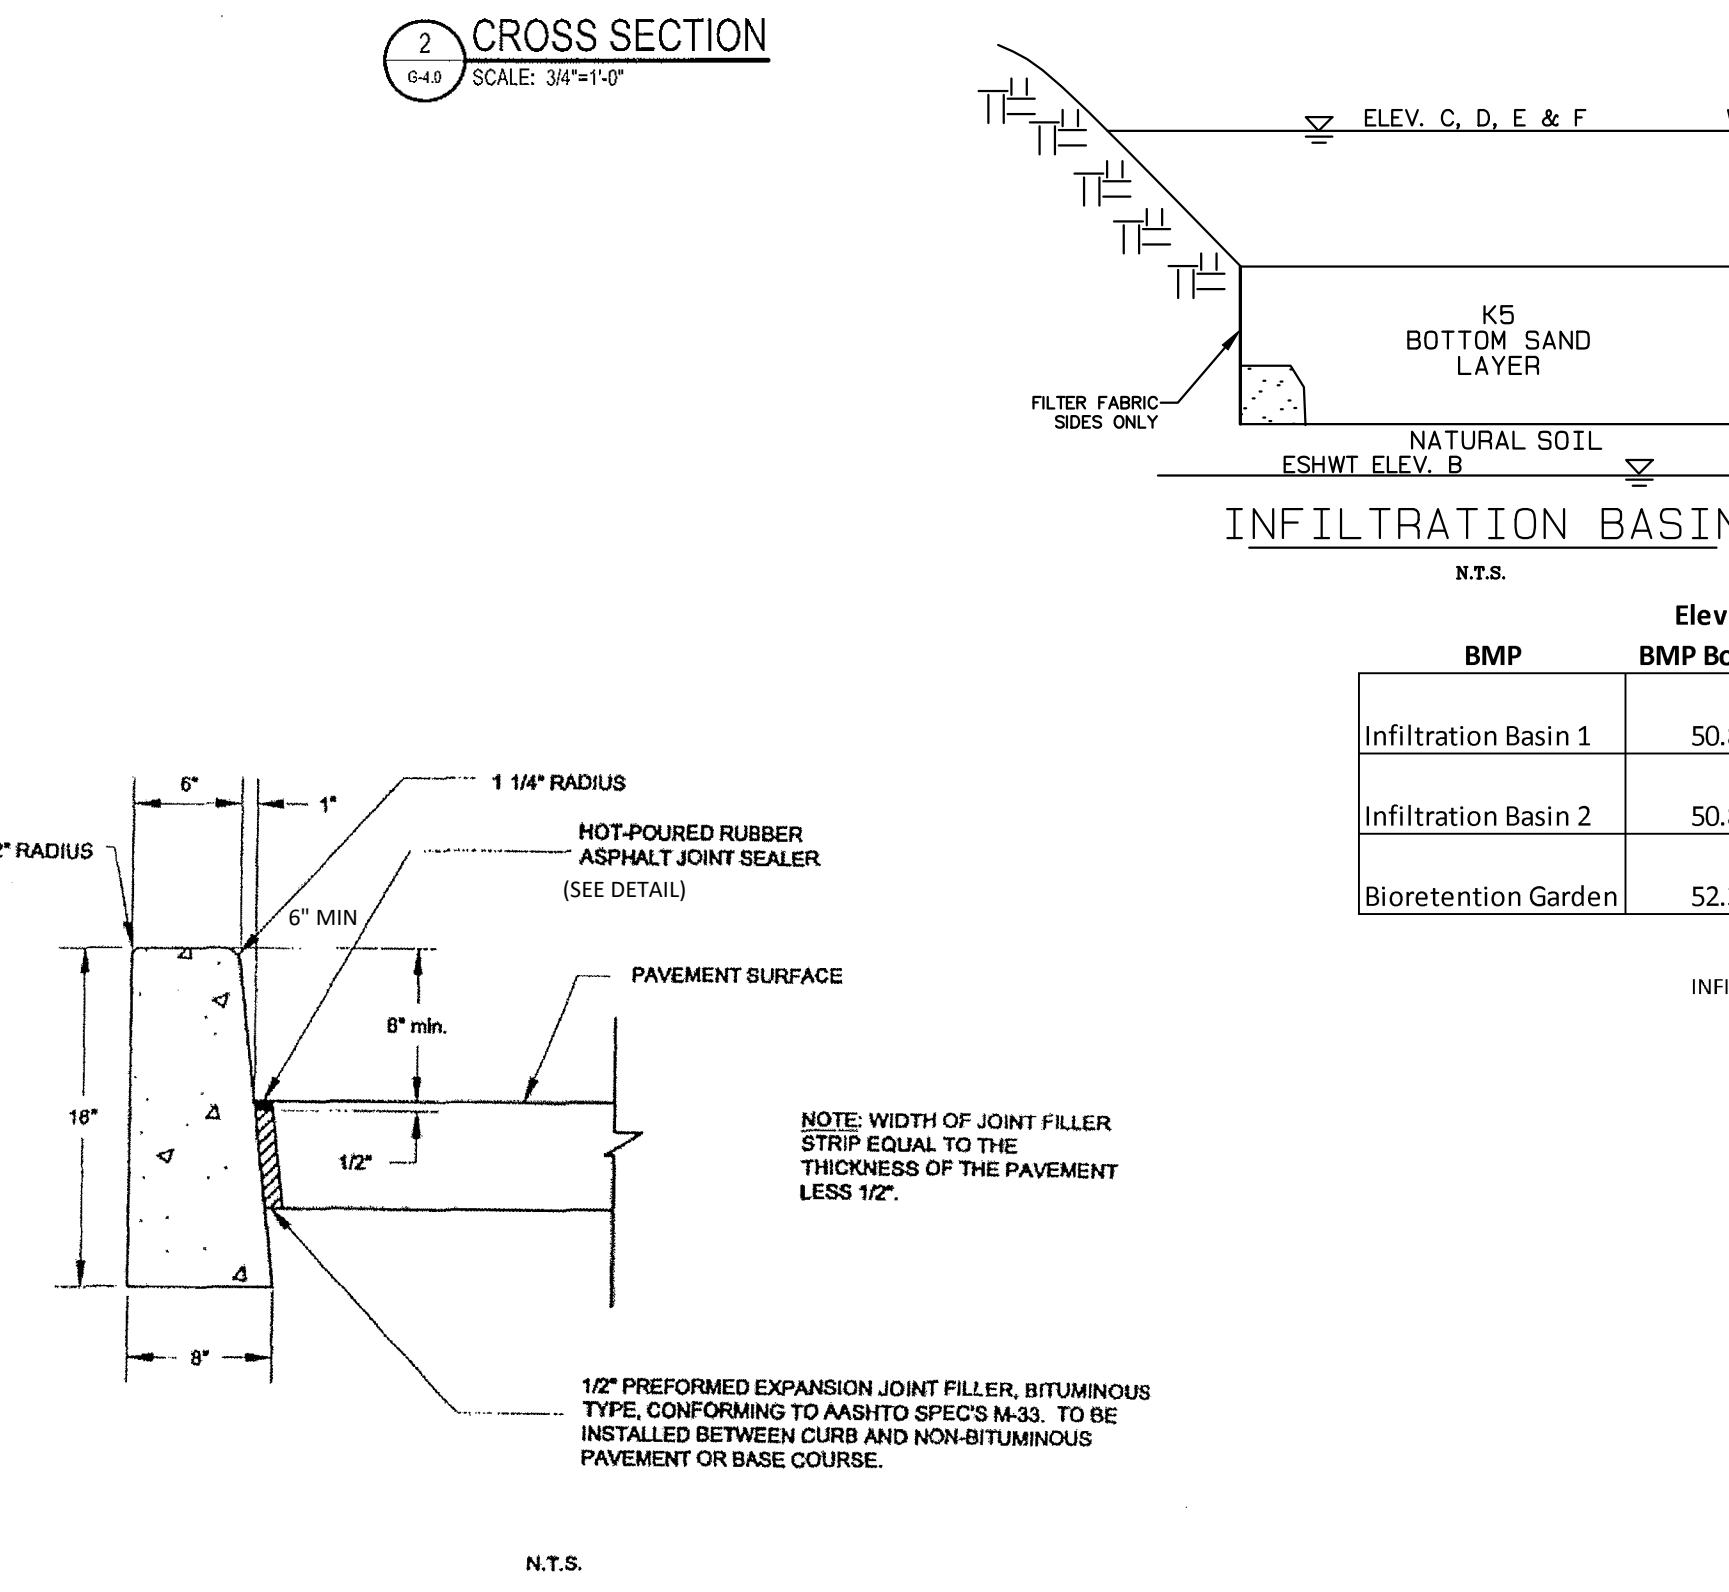 2
G-4.0
CROSS SECTION
SCALE: 3/4"=1'-0"
ELEV. C, D, E & F
K5
BOTTOM SAND
LAYER
FILTER FABRIC
SIDES ONLY
NATURAL SOIL
ESHWT ELEV. B
INFILTRATION BASIN
N.T.S.
Elev
BMP
BMP Bo
Infiltration Basin 1
50.
Infiltration Basin 2
50.
Bioretention Garden
52.
INFI
6"
1"
1 1/4" RADIUS
2" RADIUS
HOT-POURED RUBBER
ASPHALT JOINT SEALER
(SEE DETAIL)
6" MIN
PAVEMENT SURFACE
min.
1/2"
NOTE: WIDTH OF JOINT FILLER
STRIP EQUAL TO THE
THICKNESS OF THE PAVEMENT
LESS 1/2".
8"
1/2" PREFORMED EXPANSION JOINT FILLER, BITUMINOUS
TYPE, CONFORMING TO AASHTO SPEC'S M-33. TO BE
INSTALLED BETWEEN CURB AND NON-BITUMINOUS
PAVEMENT OR BASE COURSE.
N.T.S.